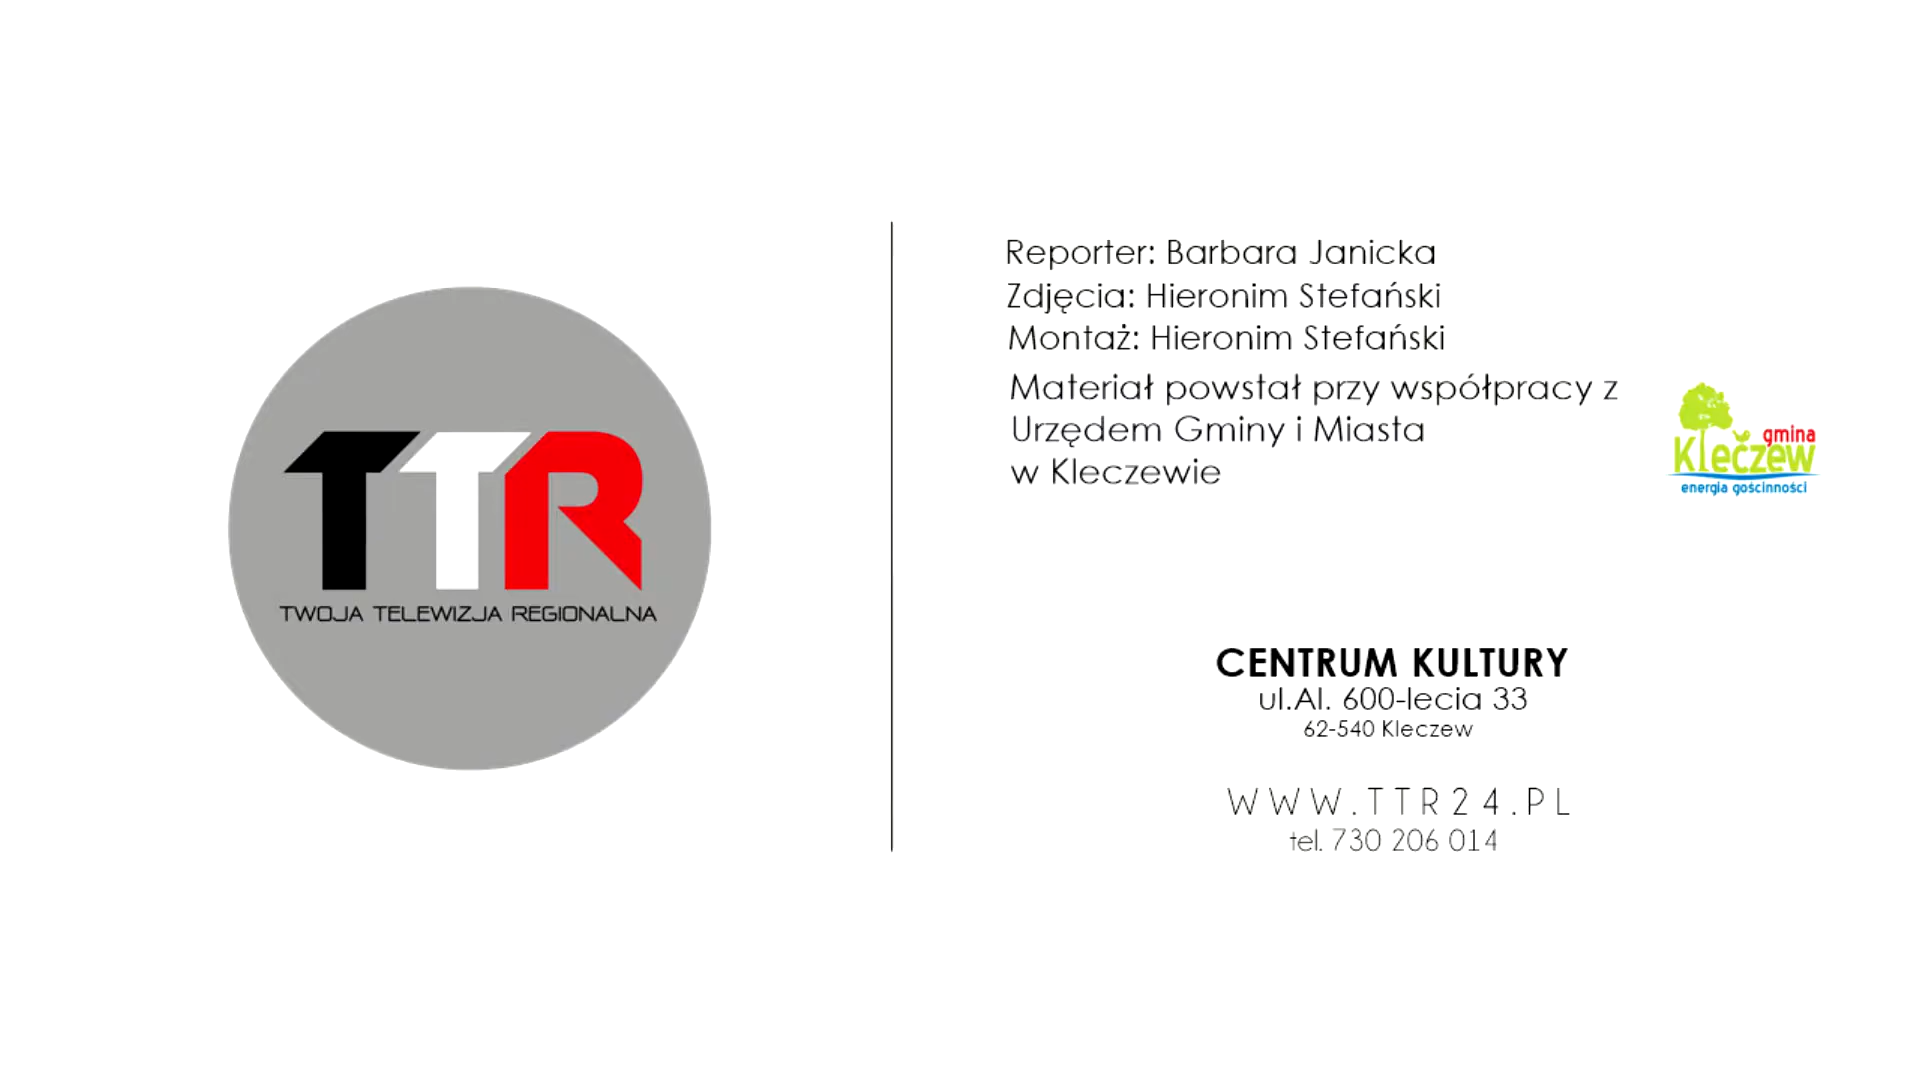 TTR
TWOJA TELEWIZJA REGIONALNA
Reporter: Barbara Janicka
Zdjęcia: Hieronim Stefański
Montaż: Hieronim Stefański
Materiał powstał przy współpracy z
Urzędem Gminy i Miasta
w Kleczewie
gmina
Kleczew
energia gościnności
CENTRUM KULTURY
ul.Al. 600-lecia 33
62-540 Kleczew
WWW.TTR24.PL
tel. 730 206 014